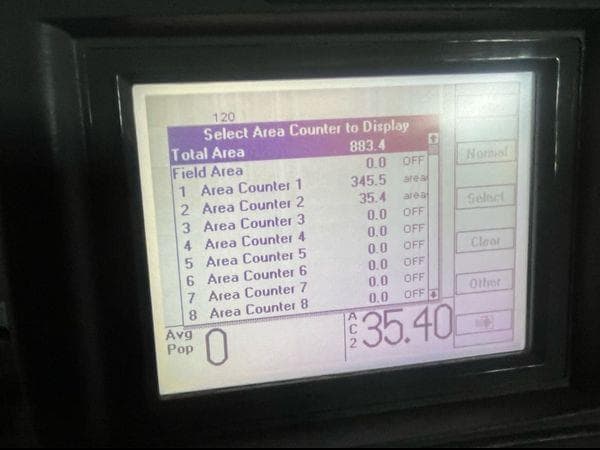 120
Select Area Counter to Display
Total Area 883.4
Field Area 0.0 OFF
1 Area Counter 1 345.5 area
2 Area Counter 2 35.4 area
3 Area Counter 3 0.0 OFF
4 Area Counter 4 0.0 OFF
5 Area Counter 5 0.0 OFF
6 Area Counter 6 0.0 OFF
7 Area Counter 7 0.0 OFF
8 Area Counter 8 0.0 OFF
Normal
Select
Clear
Other
Avg
Pop 0
AC2 35.40